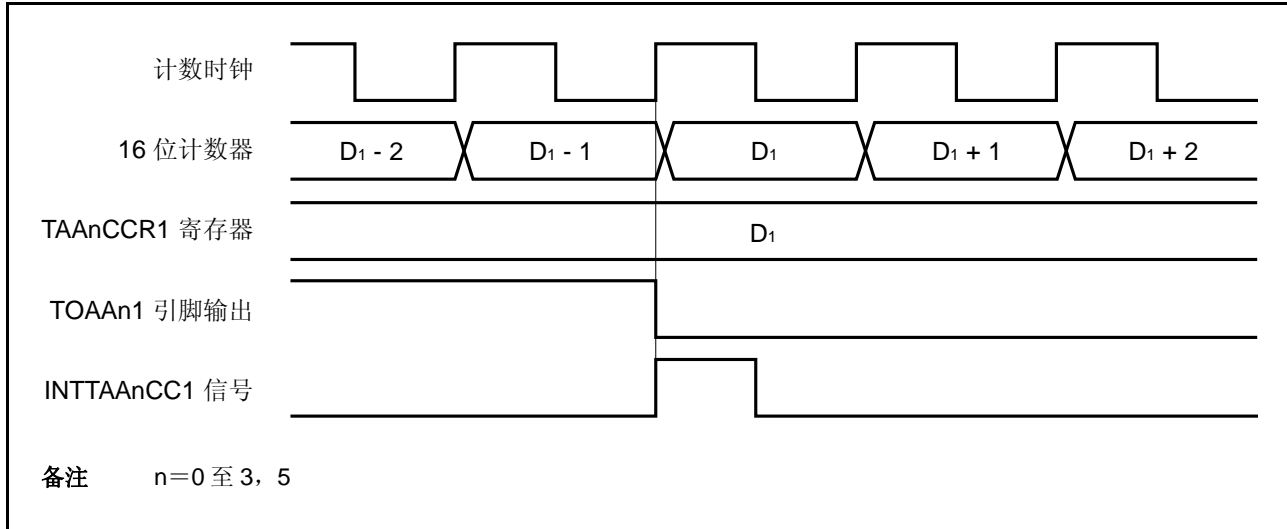 计数时钟
16 位计数器 D1 - 2 D1 - 1 D1 D1 + 1 D1 + 2
TAAnCCR1 寄存器 D1
TOAAn1 引脚输出
INTTAAnCC1 信号
备注 n＝0 至 3，5